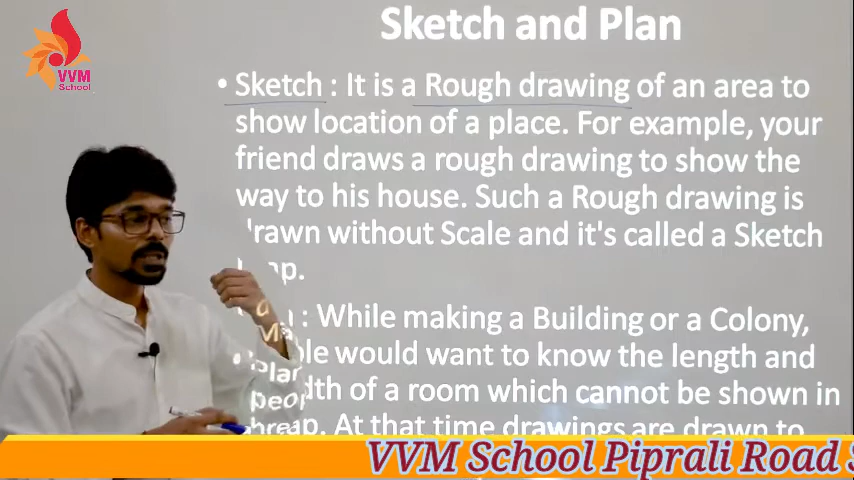 Sketch and Plan
VVM
School
• Sketch : It is a Rough drawing of an area to
show location of a place. For example, your
friend draws a rough drawing to show the
way to his house. Such a Rough drawing is
drawn without Scale and it's called a Sketch
: While making a Building or a Colony,
would want to know the length and
of a room which cannot be shown in
At that time drawings are drawn to
VVM School Piprali Road